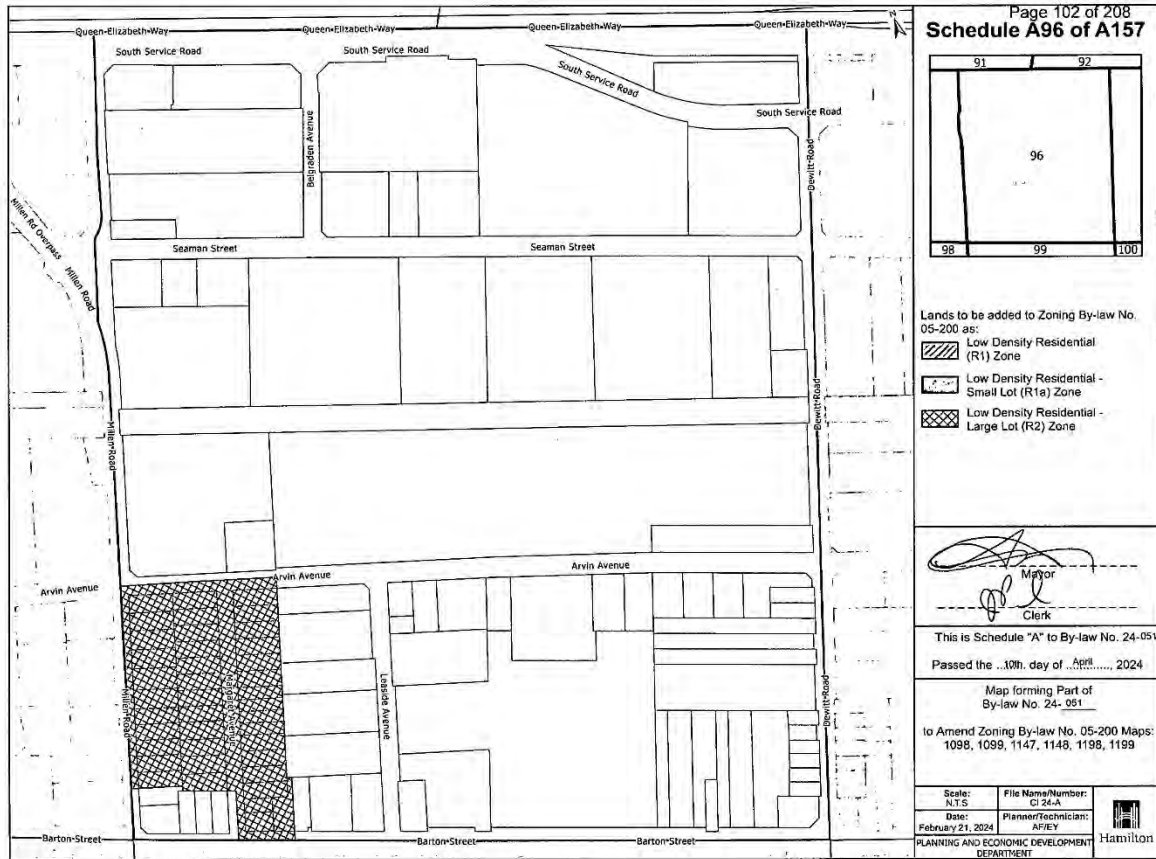 Page 102 of 208
Schedule A96 of A157
Queen-Elizabeth-Way
Queen-Elizabeth-Way
Queen-Elizabeth-Way
Queen-Elizabeth-Way
South Service Road
South Service Road
South Service Road
South Service Road
Belgraden Avenue
Dewitt-Road
Millen Rd Overpass
Millen Road
Seaman Street
Seaman Street
Millen-Road
Dewitt-Road
Arvin Avenue
Arvin Avenue
Arvin Avenue
Millen-Road
Margaret Avenue
Leaside Avenue
Dewitt-Road
Barton-Street
Barton-Street
Barton-Street
91
92
96
98
99
100
Lands to be added to Zoning By-law No.
05-200 as:
Low Density Residential
(R1) Zone
Low Density Residential -
Small Lot (R1a) Zone
Low Density Residential -
Large Lot (R2) Zone
Mayor
Clerk
This is Schedule "A" to By-law No. 24-051
Passed the ...10th. day of ...April......, 2024
Map forming Part of
By-law No. 24- 051
to Amend Zoning By-law No. 05-200 Maps:
1098, 1099, 1147, 1148, 1198, 1199
Scale:
N.T.S
File Name/Number:
CI 24-A
Date:
February 21, 2024
Planner/Technician:
AF/EY
PLANNING AND ECONOMIC DEVELOPMENT
DEPARTMENT
Hamilton